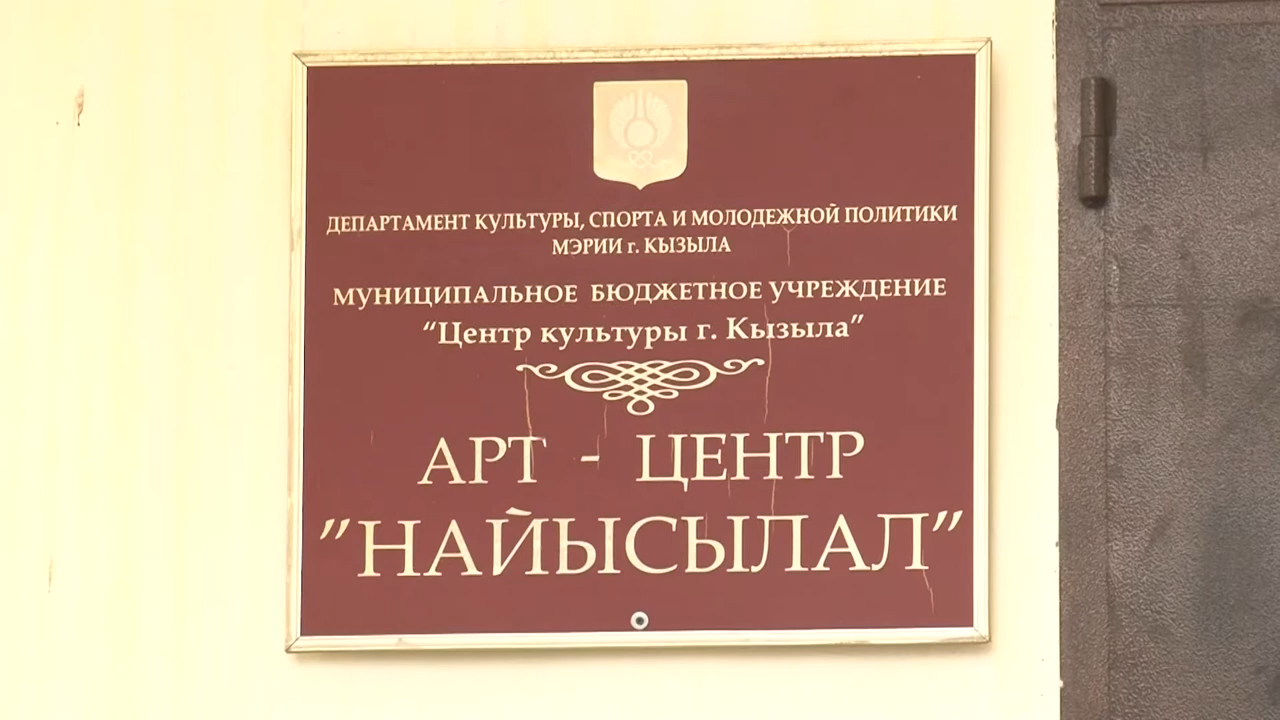 ДЕПАРТАМЕНТ КУЛЬТУРЫ, СПОРТА И МОЛОДЕЖНОЙ ПОЛИТИКИ
МЭРИИ г. КЫЗЫЛА
МУНИЦИПАЛЬНОЕ БЮДЖЕТНОЕ УЧРЕЖДЕНИЕ
“Центр культуры г. Кызыла”
АРТ - ЦЕНТР
”НАЙЫСЫЛАЛ”